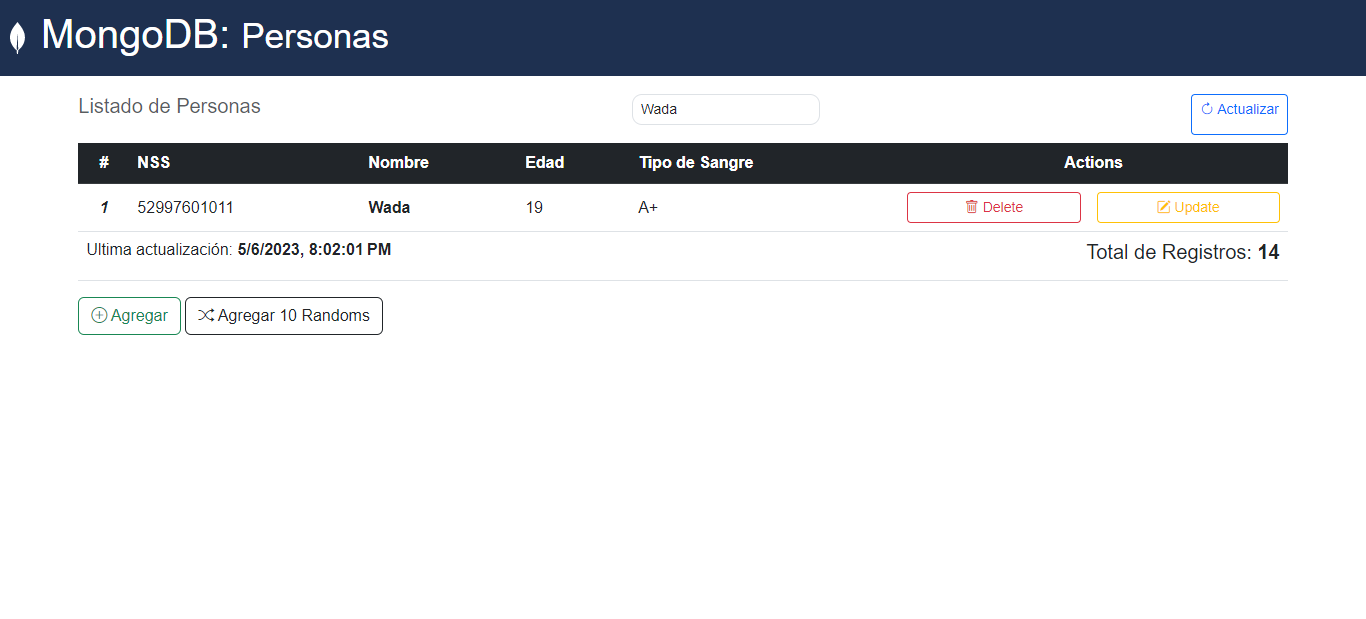 MongoDB: Personas
Listado de Personas
Wada
Actualizar
# NSS Nombre Edad Tipo de Sangre Actions
1 52997601011 Wada 19 A+ Delete Update
Ultima actualización: 5/6/2023, 8:02:01 PM Total de Registros: 14
Agregar Agregar 10 Randoms